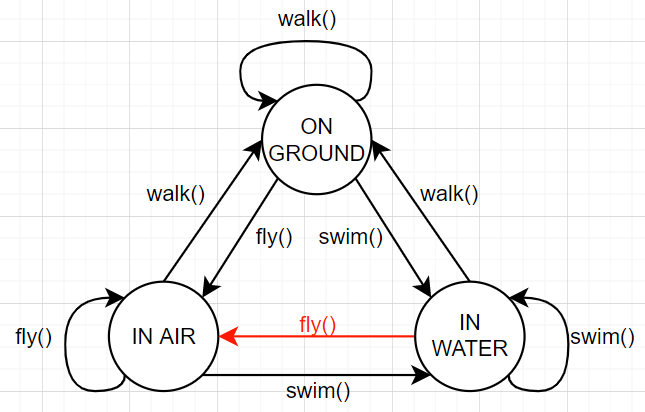 walk()
ON
GROUND
walk()
walk()
fly()
swim()
fly()
IN AIR
fly()
IN
WATER
swim()
swim()